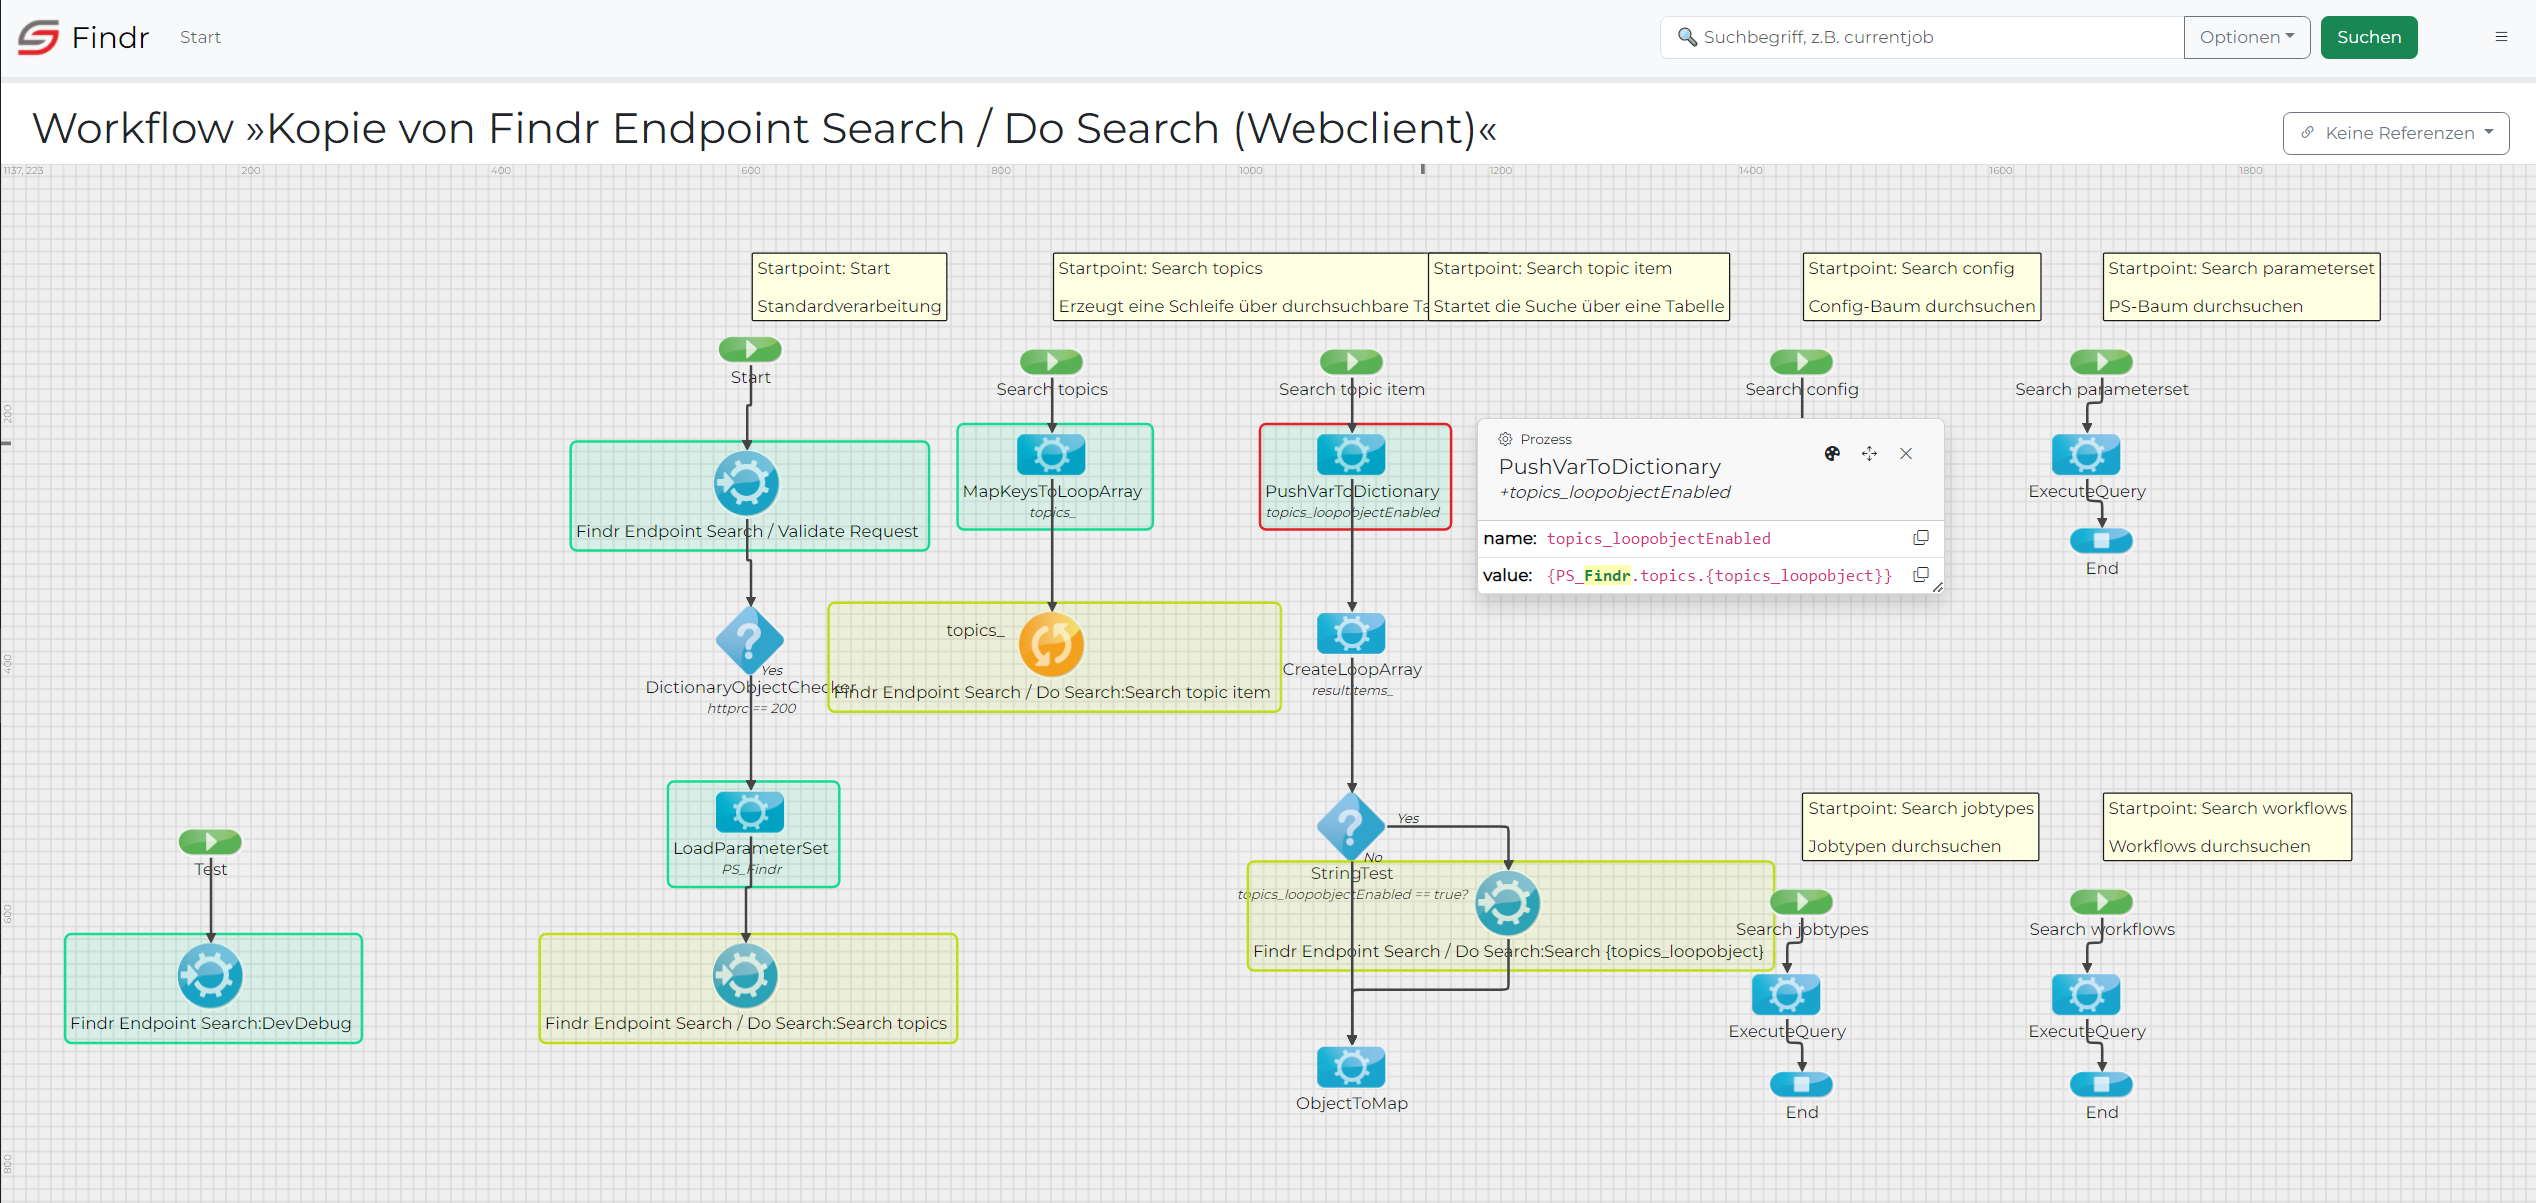 Findr
Start
Suchbegriff, z.B. currentjob
Optionen
Suchen
Workflow »Kopie von Findr Endpoint Search / Do Search (Webclient)«
Keine Referenzen
1137, 223
200
400
600
800
1000
1200
1400
1600
1800
200
400
600
800
Startpoint: Start
Standardverarbeitung
Startpoint: Search topics
Erzeugt eine Schleife über durchsuchbare Ta
Startpoint: Search topic item
Startet die Suche über eine Tabelle
Startpoint: Search config
Config-Baum durchsuchen
Startpoint: Search parameterset
PS-Baum durchsuchen
Start
Search topics
Search topic item
Search config
Search parameterset
Findr Endpoint Search / Validate Request
MapKeysToLoopArray
topics_
PushVarToDictionary
topics_loopobjectEnabled
Prozess
PushVarToDictionary
+topics_loopobjectEnabled
name: topics_loopobjectEnabled
value: {PS_Findr.topics.{topics_loopobject}}
ExecuteQuery
End
Yes
DictionaryObjectChecker
httprc == 200
topics_
Findr Endpoint Search / Do Search:Search topic item
CreateLoopArray
resultitems_
LoadParameterSet
PS_Findr
Yes
No
StringTest
topics_loopobjectEnabled == true?
Findr Endpoint Search / Do Search:Search {topics_loopobject}
Startpoint: Search jobtypes
Jobtypen durchsuchen
Startpoint: Search workflows
Workflows durchsuchen
Test
Findr Endpoint Search:DevDebug
Findr Endpoint Search / Do Search:Search topics
Search jobtypes
ExecuteQuery
End
Search workflows
ExecuteQuery
End
ObjectToMap